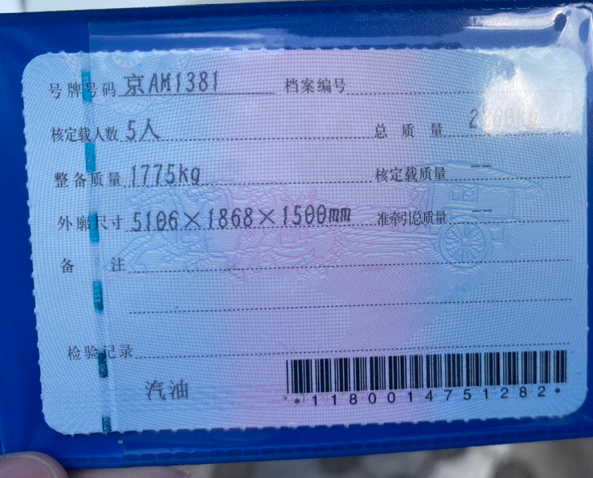 号牌号码 京AM1381 档案编号
核定载人数 5人 总质量
整备质量 1775kg 核定载质量 --
外廓尺寸 5106×1868×1500mm 准牵引总质量 --
备注
检验记录
汽油
*1180014751282*